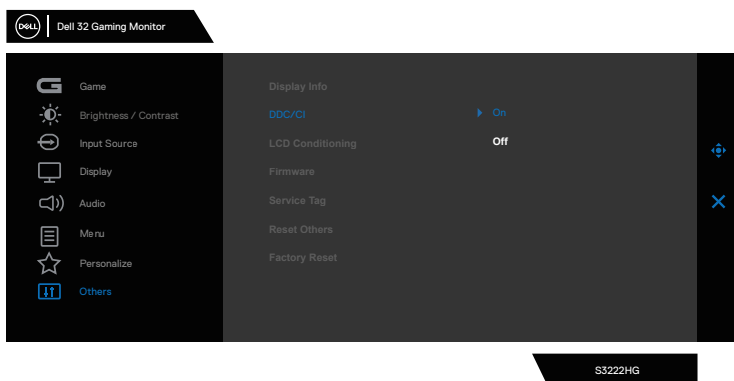 DELL Dell 32 Gaming Monitor
Game
Brightness / Contrast
Input Source
Display
Audio
Menu
Personalize
Others
Display Info
DDC/CI
On
Off
LCD Conditioning
Firmware
Service Tag
Reset Others
Factory Reset
S3222HG